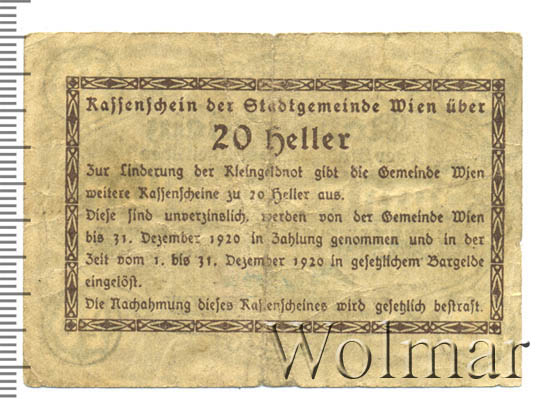 Kassenschein der Stadtgemeinde Wien über
20 Heller
Zur Linderung der Kleingeldnot gibt die Gemeinde Wien
weitere Kassenscheine zu 20 Heller aus.
Diese sind unverzinslich, werden von der Gemeinde Wien
bis 31. Dezember 1920 in Zahlung genommen und in der
Zeit vom 1. bis 31. Dezember 1920 in gesetzlichem Bargelde
eingelöst.
Die Nachahmung dieses Kassenscheines wird gesetzlich bestraft.
Wolmar